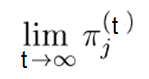 lim π_j^(t)
t→∞